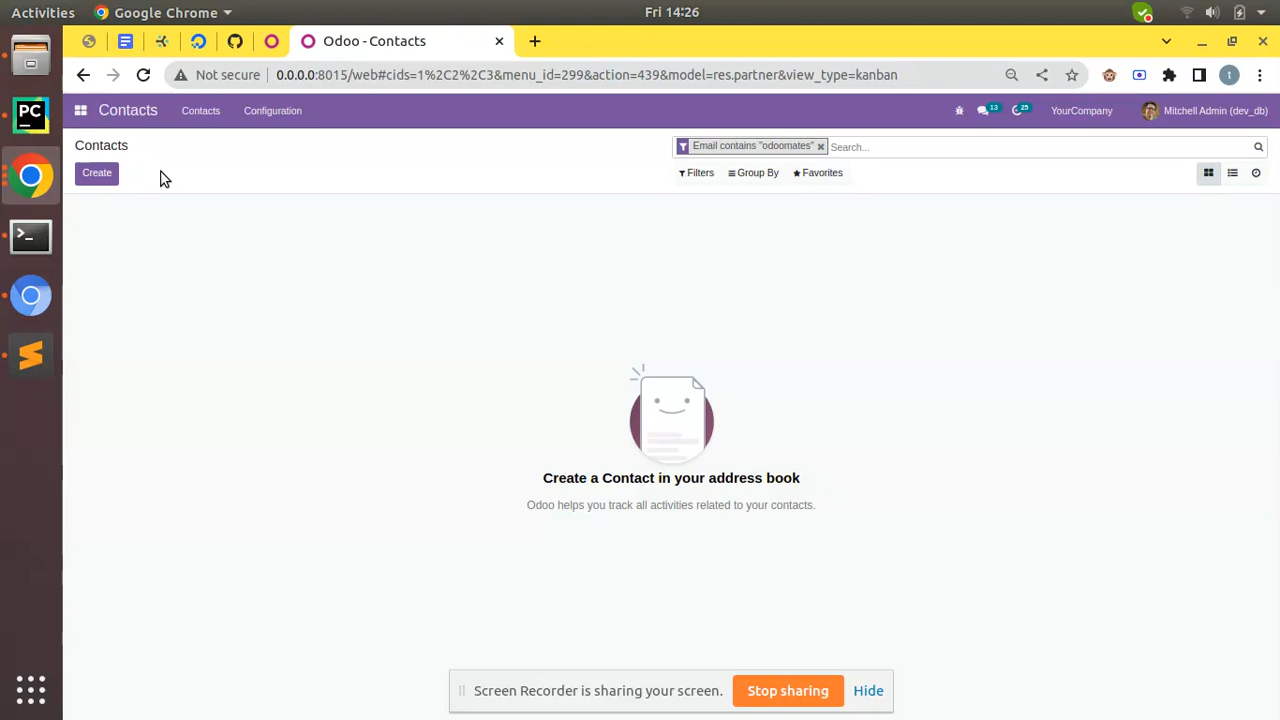 Activities
Google Chrome
Fri 14:26
Odoo - Contacts
Not secure
0.0.0.0:8015/web#cids=1%2C2%2C3&menu_id=299&action=439&model=res.partner&view_type=kanban
t
Contacts
Contacts
Configuration
13
25
YourCompany
Mitchell Admin (dev_db)
Contacts
Email contains "odoomates"
Search...
Create
Filters
Group By
Favorites
PC
Create a Contact in your address book
Odoo helps you track all activities related to your contacts.
Screen Recorder is sharing your screen.
Stop sharing
Hide